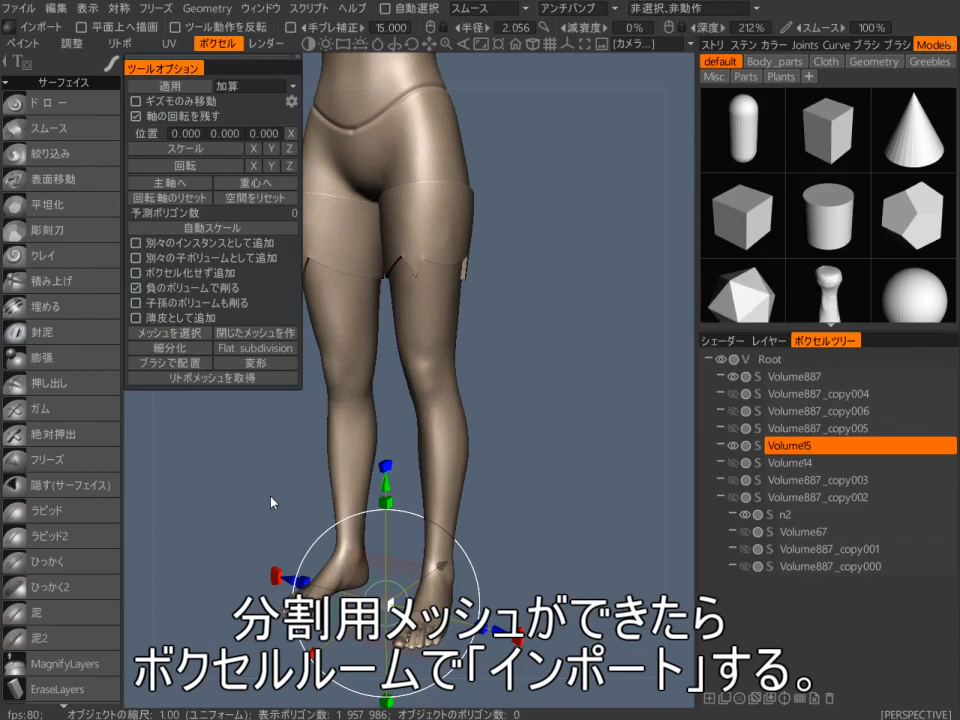 ファイル 編集 表示 対称 フリーズ Geometry ウィンドウ スクリプト ヘルプ 自動選択 スムース アンチバンプ 非選択,非動作
インポート 平面上へ描画 ツール動作を反転 手ブレ補正 15.000 半径 2.056 減衰度 0% 深度 212% スムース 100%
ペイント 調整 リトポ UV ボクセル レンダー [カメラ...] ストリ ステン カラー Joints Curve ブラシ ブラシ Models
default Body_parts Cloth Geometry Greebles
Misc Parts Plants
サーフェイス
ドロー
スムース
絞り込み
表面移動
平坦化
彫刻刀
クレイ
積み上げ
埋める
封泥
膨張
押し出し
ガム
絶対押出
フリーズ
隠す(サーフェイス)
ラピッド
ラピッド2
ひっかく
ひっかく2
泥
泥2
MagnifyLayers
EraseLayers
ツールオプション
適用 加算
ギズモのみ移動
軸の回転を残す
位置 0.000 0.000 0.000 X
スケール X Y Z
回転 X Y Z
主軸へ 重心へ
回転軸のリセット 空間をリセット
予測ポリゴン数 0
自動スケール
別々のインスタンスとして追加
別々の子ボリュームとして追加
ボクセル化せず追加
負のボリュームで削る
子孫のボリュームも削る
薄皮として追加
メッシュを選択 閉じたメッシュを作
細分化 Flat subdivision
ブラシで配置 変形
リトポメッシュを取得
シェーダー レイヤー ボクセルツリー
V Root
S Volume887
S Volume887_copy004
S Volume887_copy006
S Volume887_copy005
S Volume15
S Volume14
S Volume887_copy003
S Volume887_copy002
S n2
S Volume67
S Volume887_copy001
S Volume887_copy000
分割用メッシュができたら
ボクセルルームで「インポート」する。
fps:80; オブジェクトの縮尺: 1.00 (ユニフォーム); 表示ポリゴン数: 1 957 986; オブジェクトのポリゴン数: 0 [PERSPECTIVE]